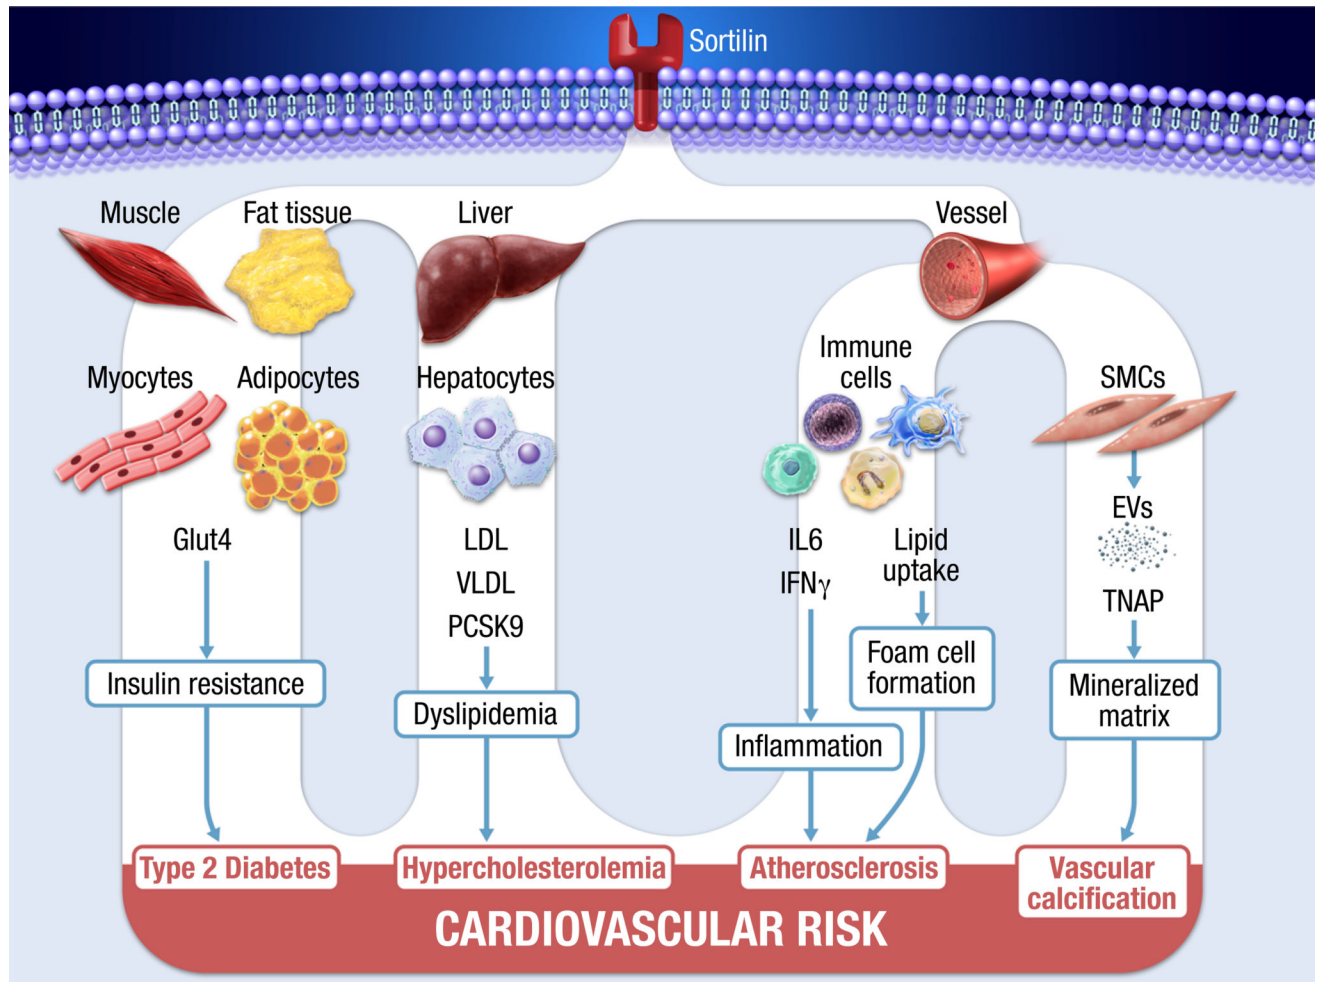 Sortilin
Muscle
Fat tissue
Liver
Vessel
Myocytes
Adipocytes
Hepatocytes
Immune
cells
SMCs
Glut4
LDL
VLDL
PCSK9
IL6
IFNγ
Lipid
uptake
EVs
TNAP
Insulin resistance
Dyslipidemia
Inflammation
Foam cell
formation
Mineralized
matrix
Type 2 Diabetes
Hypercholesterolemia
Atherosclerosis
Vascular
calcification
CARDIOVASCULAR RISK